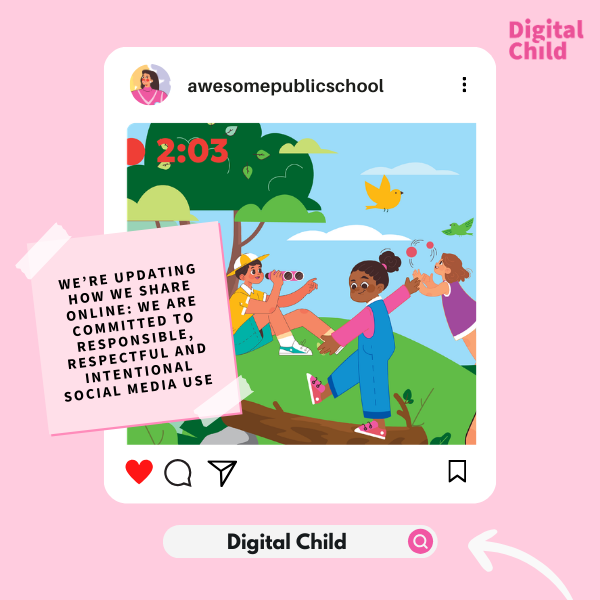 Digital
Child
awesomepublicschool
2:03
WE'RE UPDATING
HOW WE SHARE
ONLINE: WE ARE
COMMITTED TO
RESPONSIBLE,
RESPECTFUL AND
INTENTIONAL
SOCIAL MEDIA USE
Digital Child